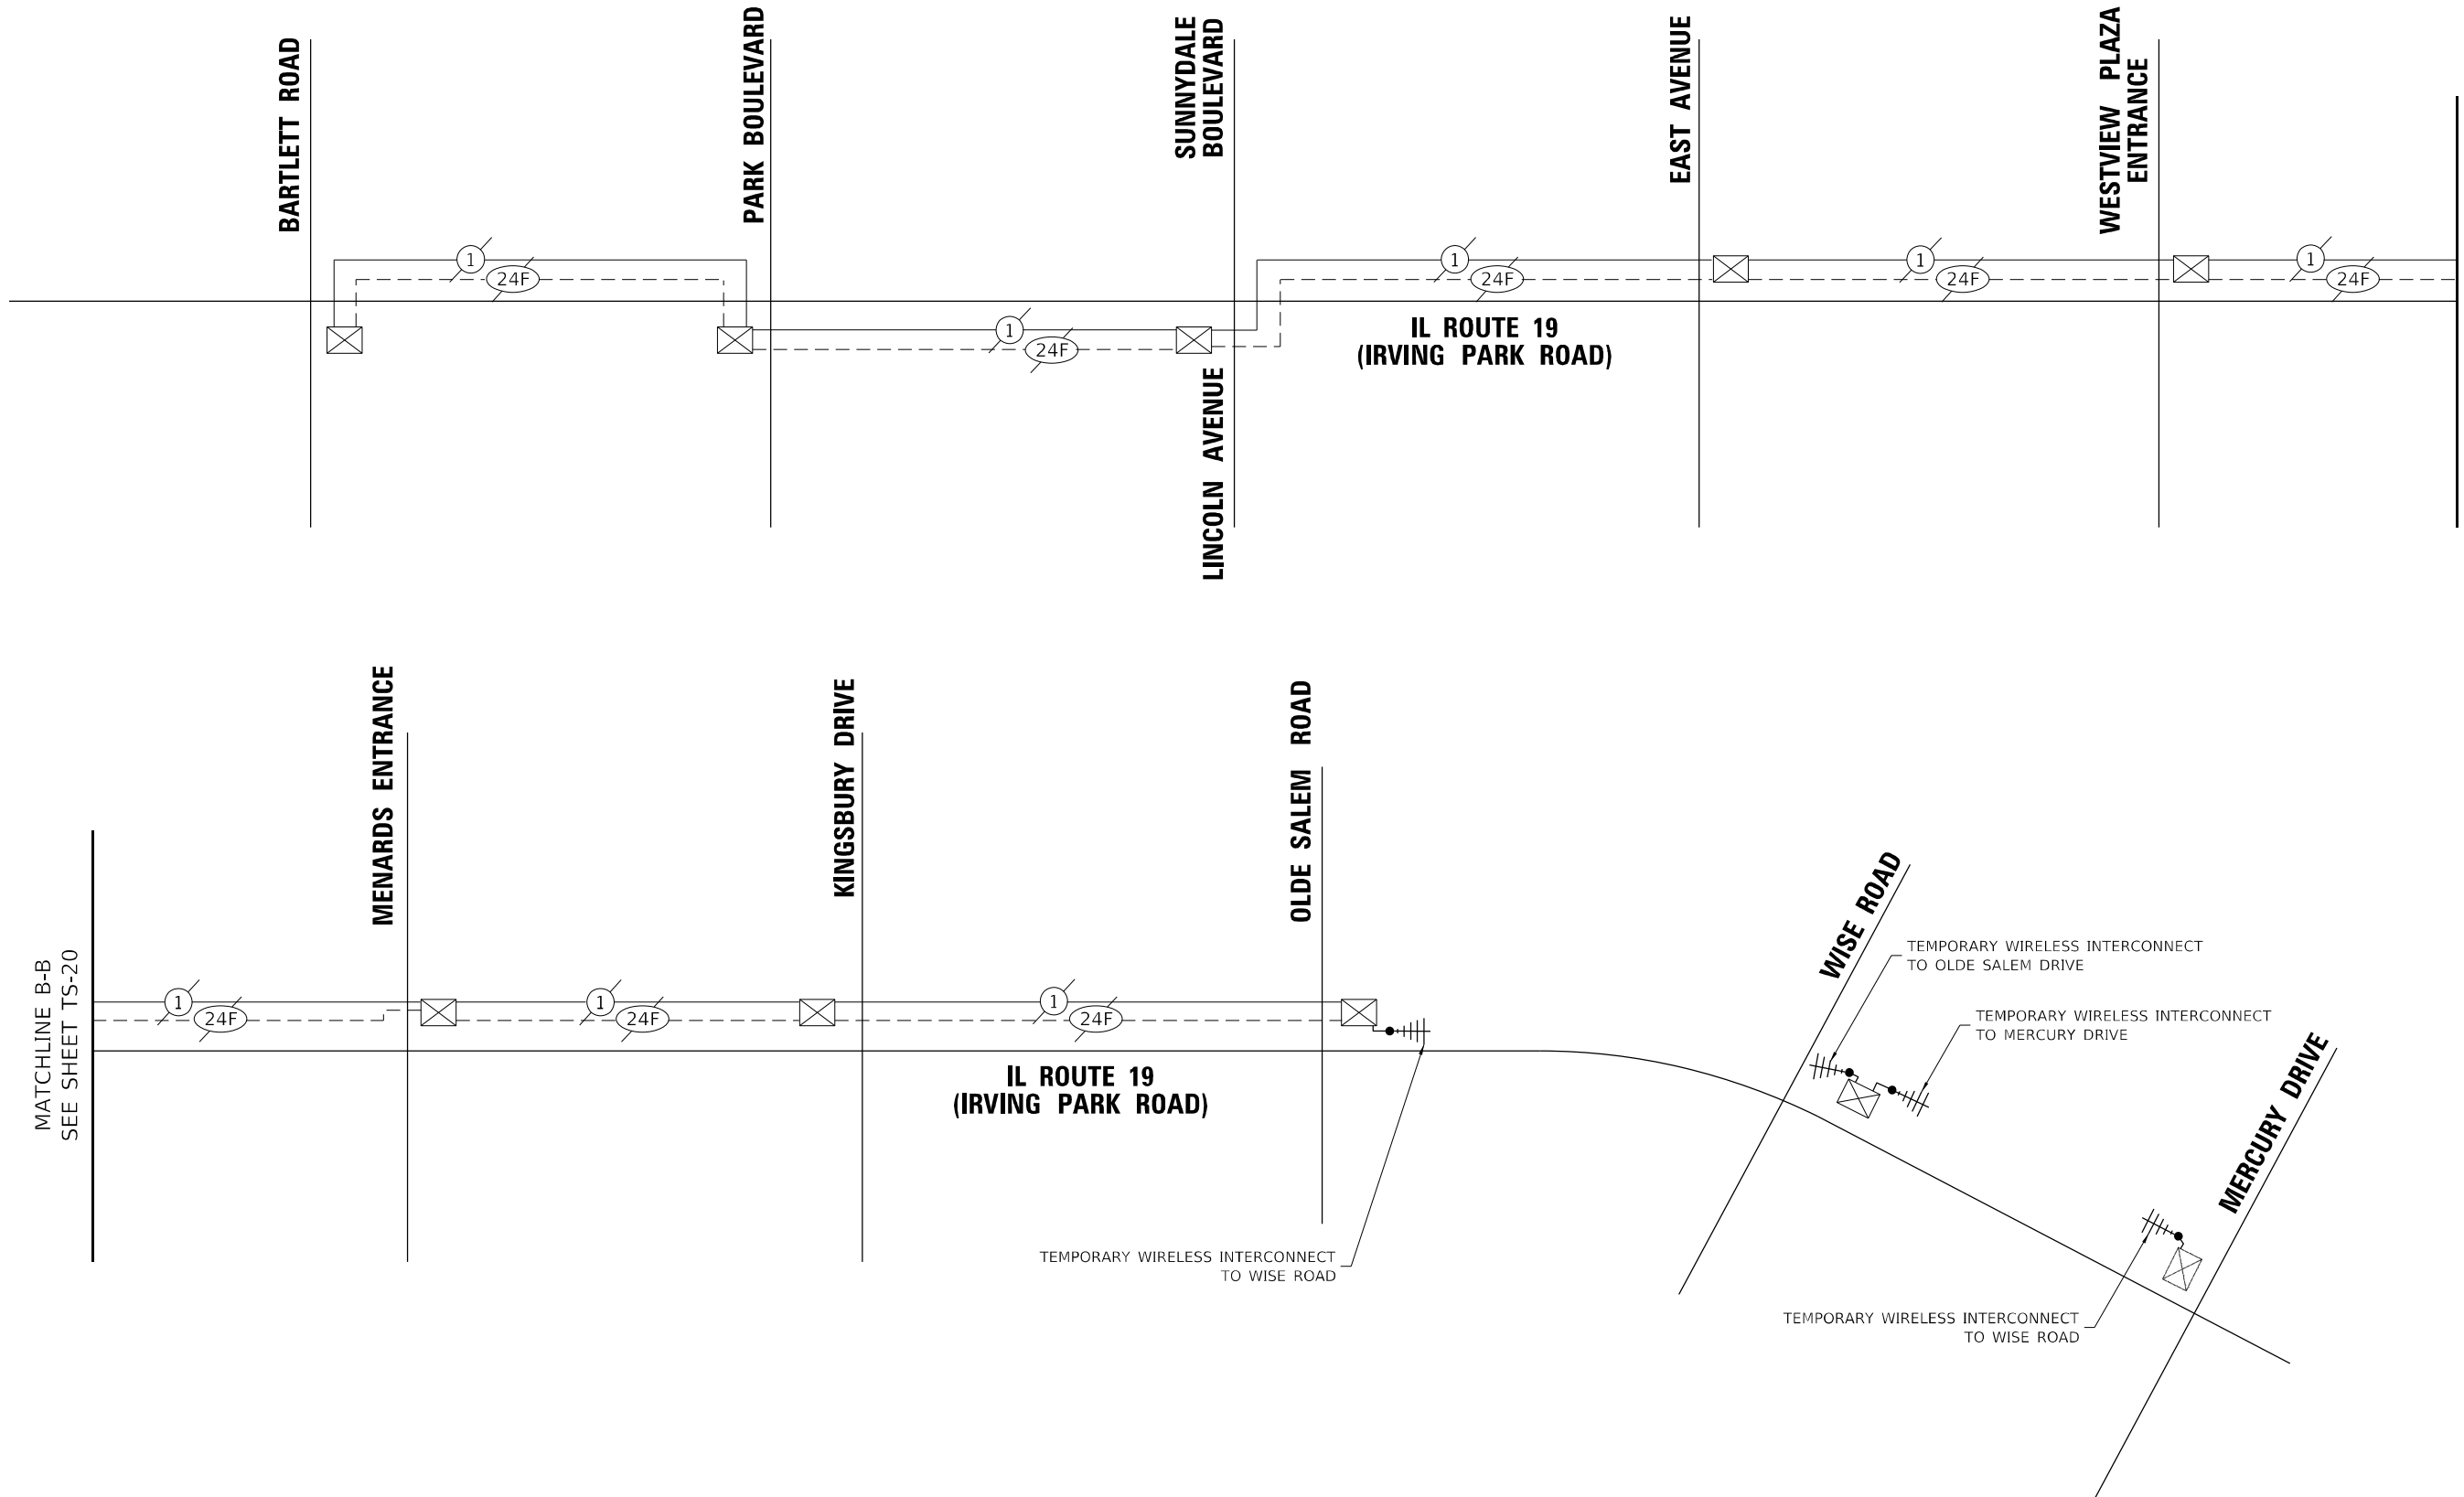 BARTLETT ROAD
PARK BOULEVARD
SUNNYDALE
BOULEVARD
EAST AVENUE
WESTVIEW PLAZA
ENTRANCE
1
24F
1
24F
1
24F
1
24F
1
24F
IL ROUTE 19
(IRVING PARK ROAD)
LINCOLN AVENUE
MENARDS ENTRANCE
KINGSBURY DRIVE
OLDE SALEM ROAD
WISE ROAD
MERCURY DRIVE
MATCHLINE B-B
SEE SHEET TS-20
1
24F
1
24F
1
24F
IL ROUTE 19
(IRVING PARK ROAD)
TEMPORARY WIRELESS INTERCONNECT
TO OLDE SALEM DRIVE
TEMPORARY WIRELESS INTERCONNECT
TO MERCURY DRIVE
TEMPORARY WIRELESS INTERCONNECT
TO WISE ROAD
TEMPORARY WIRELESS INTERCONNECT
TO WISE ROAD